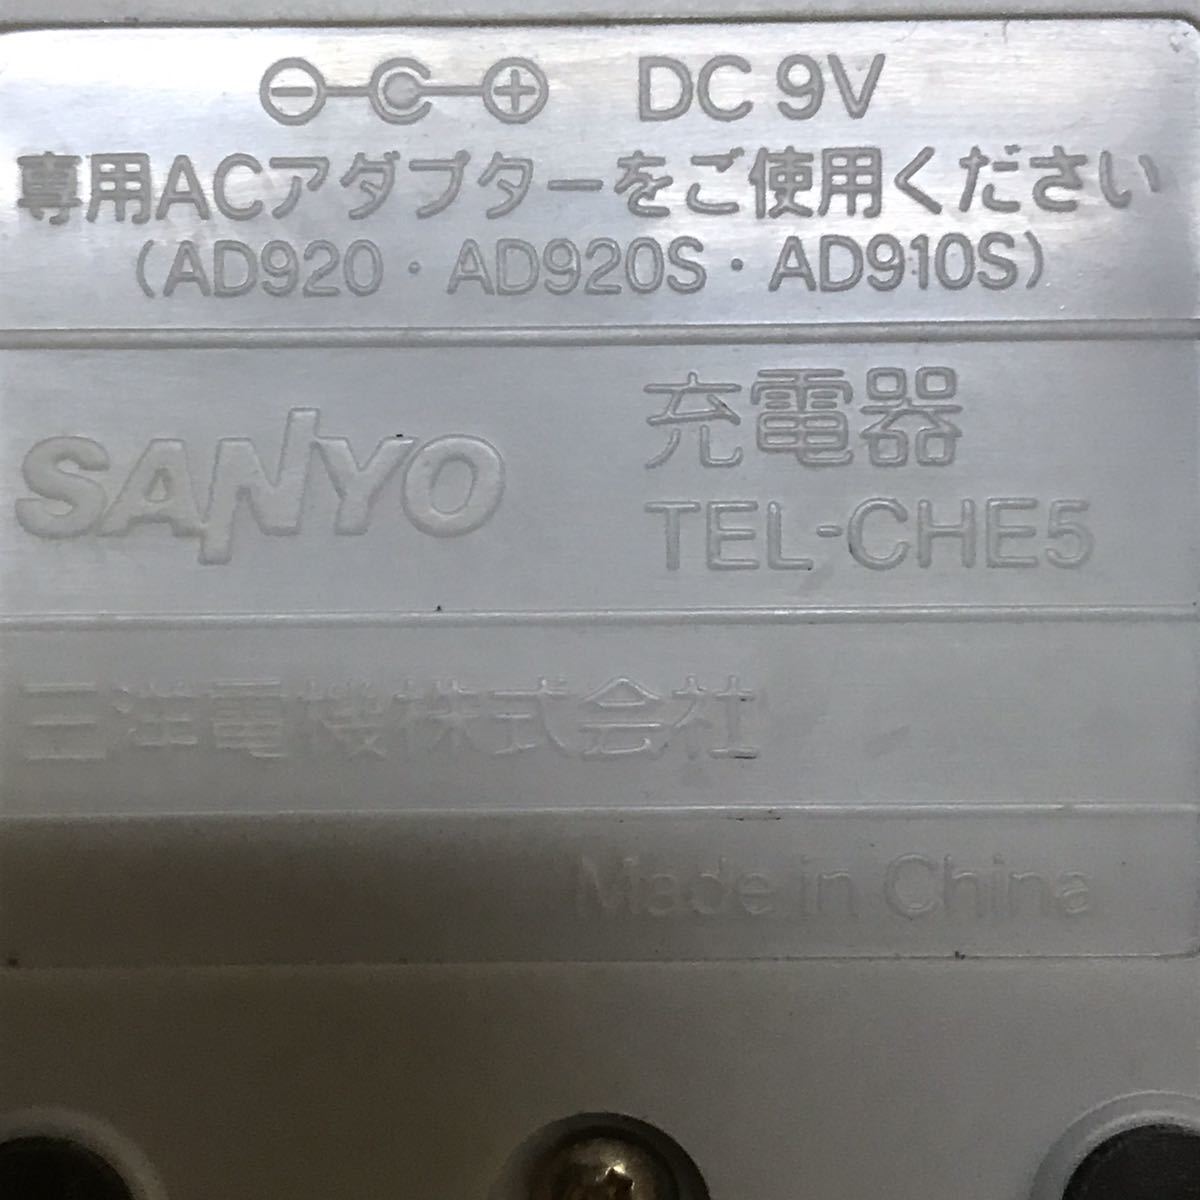 DC 9V
専用ACアダプターをご使用ください
(AD920・AD920S・AD910S)
SANYO
充電器
TEL-CHE5
三洋電機株式会社
Made in China